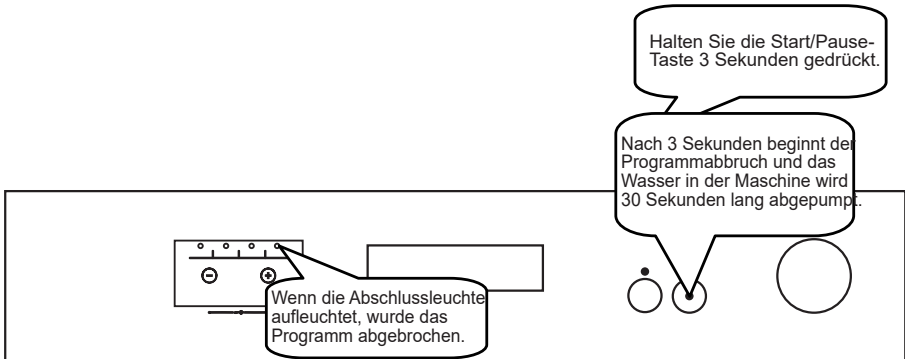 Halten Sie die Start/Pause-
Taste 3 Sekunden gedrückt.
Nach 3 Sekunden beginnt der
Programmabbruch und das
Wasser in der Maschine wird
30 Sekunden lang abgepumpt.
Wenn die Abschlussleuchte
aufleuchtet, wurde das
Programm abgebrochen.